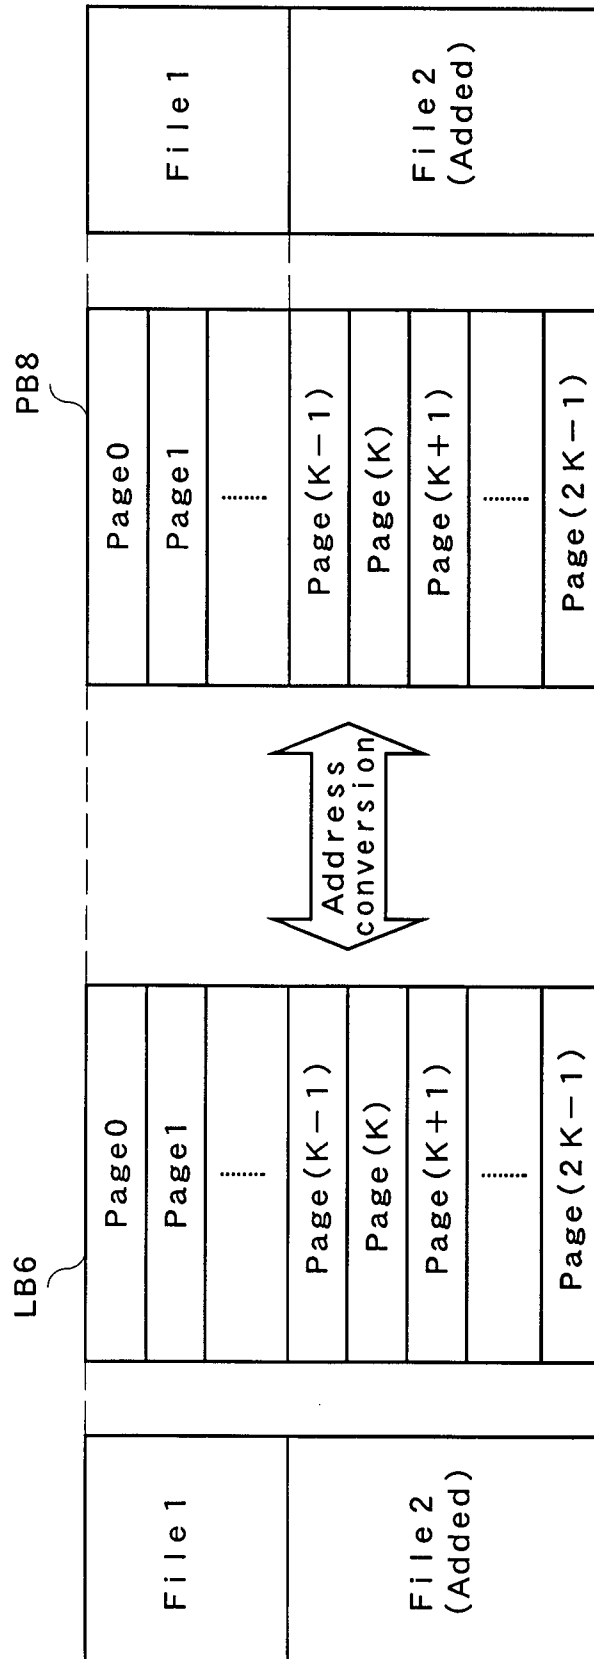 LB6
PB8
File1
File2
(Added)
Page0
Page1
........
Page(K-1)
Page(K)
Page(K+1)
........
Page(2K-1)
Address
conversion
Page0
Page1
........
Page(K-1)
Page(K)
Page(K+1)
........
Page(2K-1)
File1
File2
(Added)